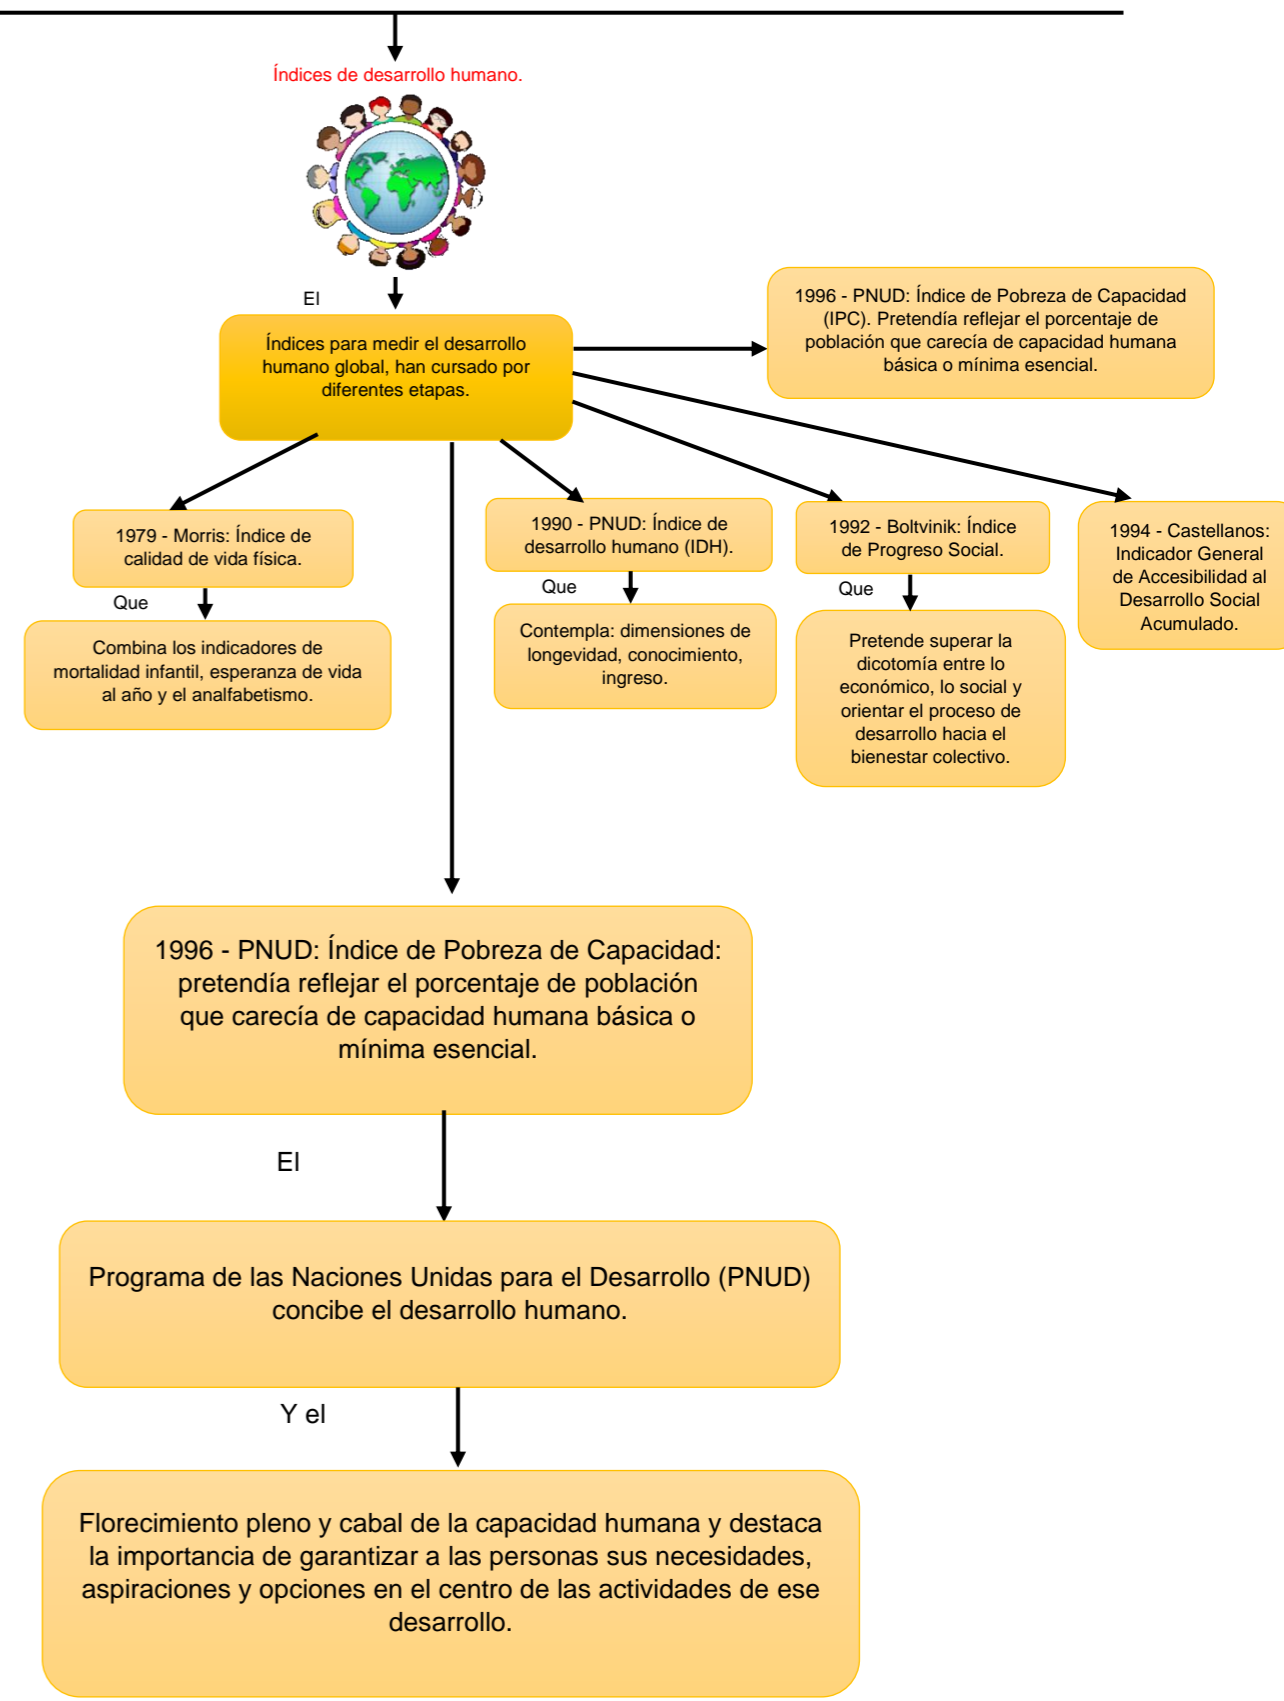 Índices de desarrollo humano.
El
Índices para medir el desarrollo
humano global, han cursado por
diferentes etapas.
1996 - PNUD: Índice de Pobreza de Capacidad
(IPC). Pretendía reflejar el porcentaje de
población que carecía de capacidad humana
básica o mínima esencial.
1979 - Morris: Índice de
calidad de vida física.
Que
Combina los indicadores de
mortalidad infantil, esperanza de vida
al año y el analfabetismo.
1990 - PNUD: Índice de
desarrollo humano (IDH).
Que
Contempla: dimensiones de
longevidad, conocimiento,
ingreso.
1992 - Boltvinik: Índice
de Progreso Social.
Que
Pretende superar la
dicotomía entre lo
económico, lo social y
orientar el proceso de
desarrollo hacia el
bienestar colectivo.
1994 - Castellanos:
Indicador General
de Accesibilidad al
Desarrollo Social
Acumulado.
1996 - PNUD: Índice de Pobreza de Capacidad:
pretendía reflejar el porcentaje de población
que carecía de capacidad humana básica o
mínima esencial.
El
Programa de las Naciones Unidas para el Desarrollo (PNUD)
concibe el desarrollo humano.
Y el
Florecimiento pleno y cabal de la capacidad humana y destaca
la importancia de garantizar a las personas sus necesidades,
aspiraciones y opciones en el centro de las actividades de ese
desarrollo.